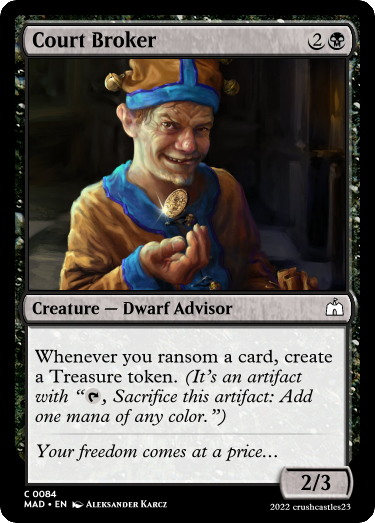 Court Broker 2
Creature — Dwarf Advisor
Whenever you ransom a card, create
a Treasure token. (It's an artifact
with “, Sacrifice this artifact: Add
one mana of any color.”)
Your freedom comes at a price…
2/3
C 0084
MAD • EN Aleksander Karcz
2022 crushcastles23